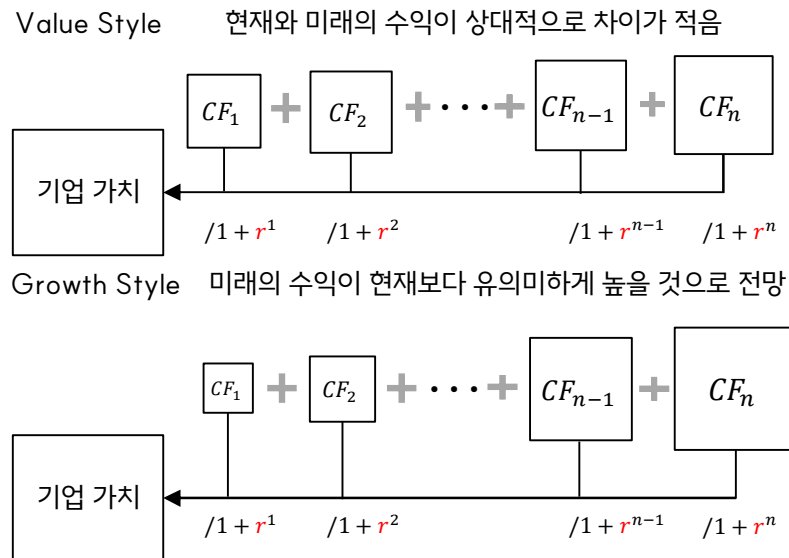 Value Style 현재와 미래의 수익이 상대적으로 차이가 적음
CF₁ + CF₂ + ··· + CFₙ₋₁ + CFₙ
기업 가치
/1 + r¹ /1 + r² /1 + rⁿ⁻¹ /1 + rⁿ
Growth Style 미래의 수익이 현재보다 유의미하게 높을 것으로 전망
CF₁ + CF₂ + ··· + CFₙ₋₁ + CFₙ
기업 가치
/1 + r¹ /1 + r² /1 + rⁿ⁻¹ /1 + rⁿ